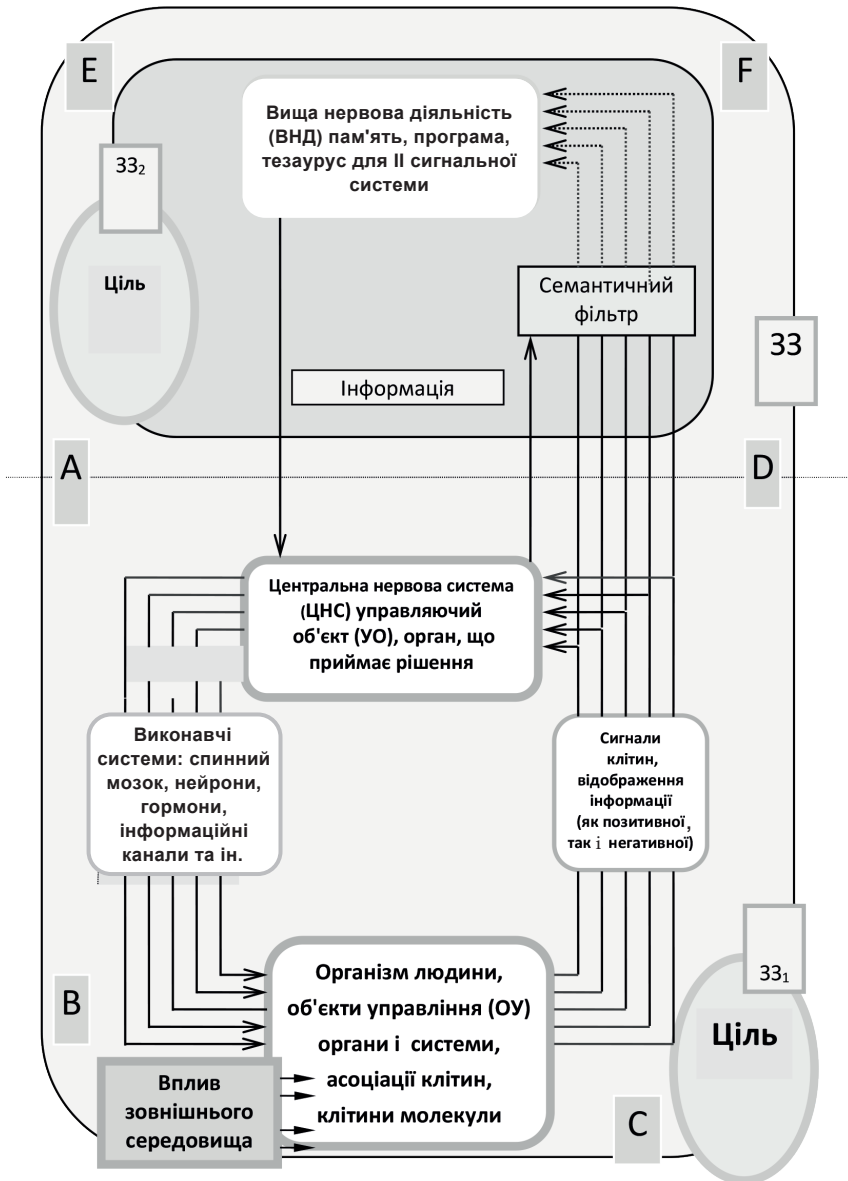 E
F
Вища нервова діяльність
(ВНД) пам'ять, програма,
тезаурус для II сигнальної
системи
ЗЗ₂
Ціль
Семантичний
фільтр
ЗЗ
Інформація
A
D
Центральна нервова система
(ЦНС) управляючий
об'єкт (УО), орган, що
приймає рішення
Виконавчі
системи: спинний
мозок, нейрони,
гормони,
інформаційні
канали та ін.
Сигнали
клітин,
відображення
інформації
(як позитивної,
так і негативної)
B
Організм людини,
об'єкти управління (ОУ)
органи і системи,
асоціації клітин,
клітини молекули
ЗЗ₁
Ціль
Вплив
зовнішнього
середовища
C